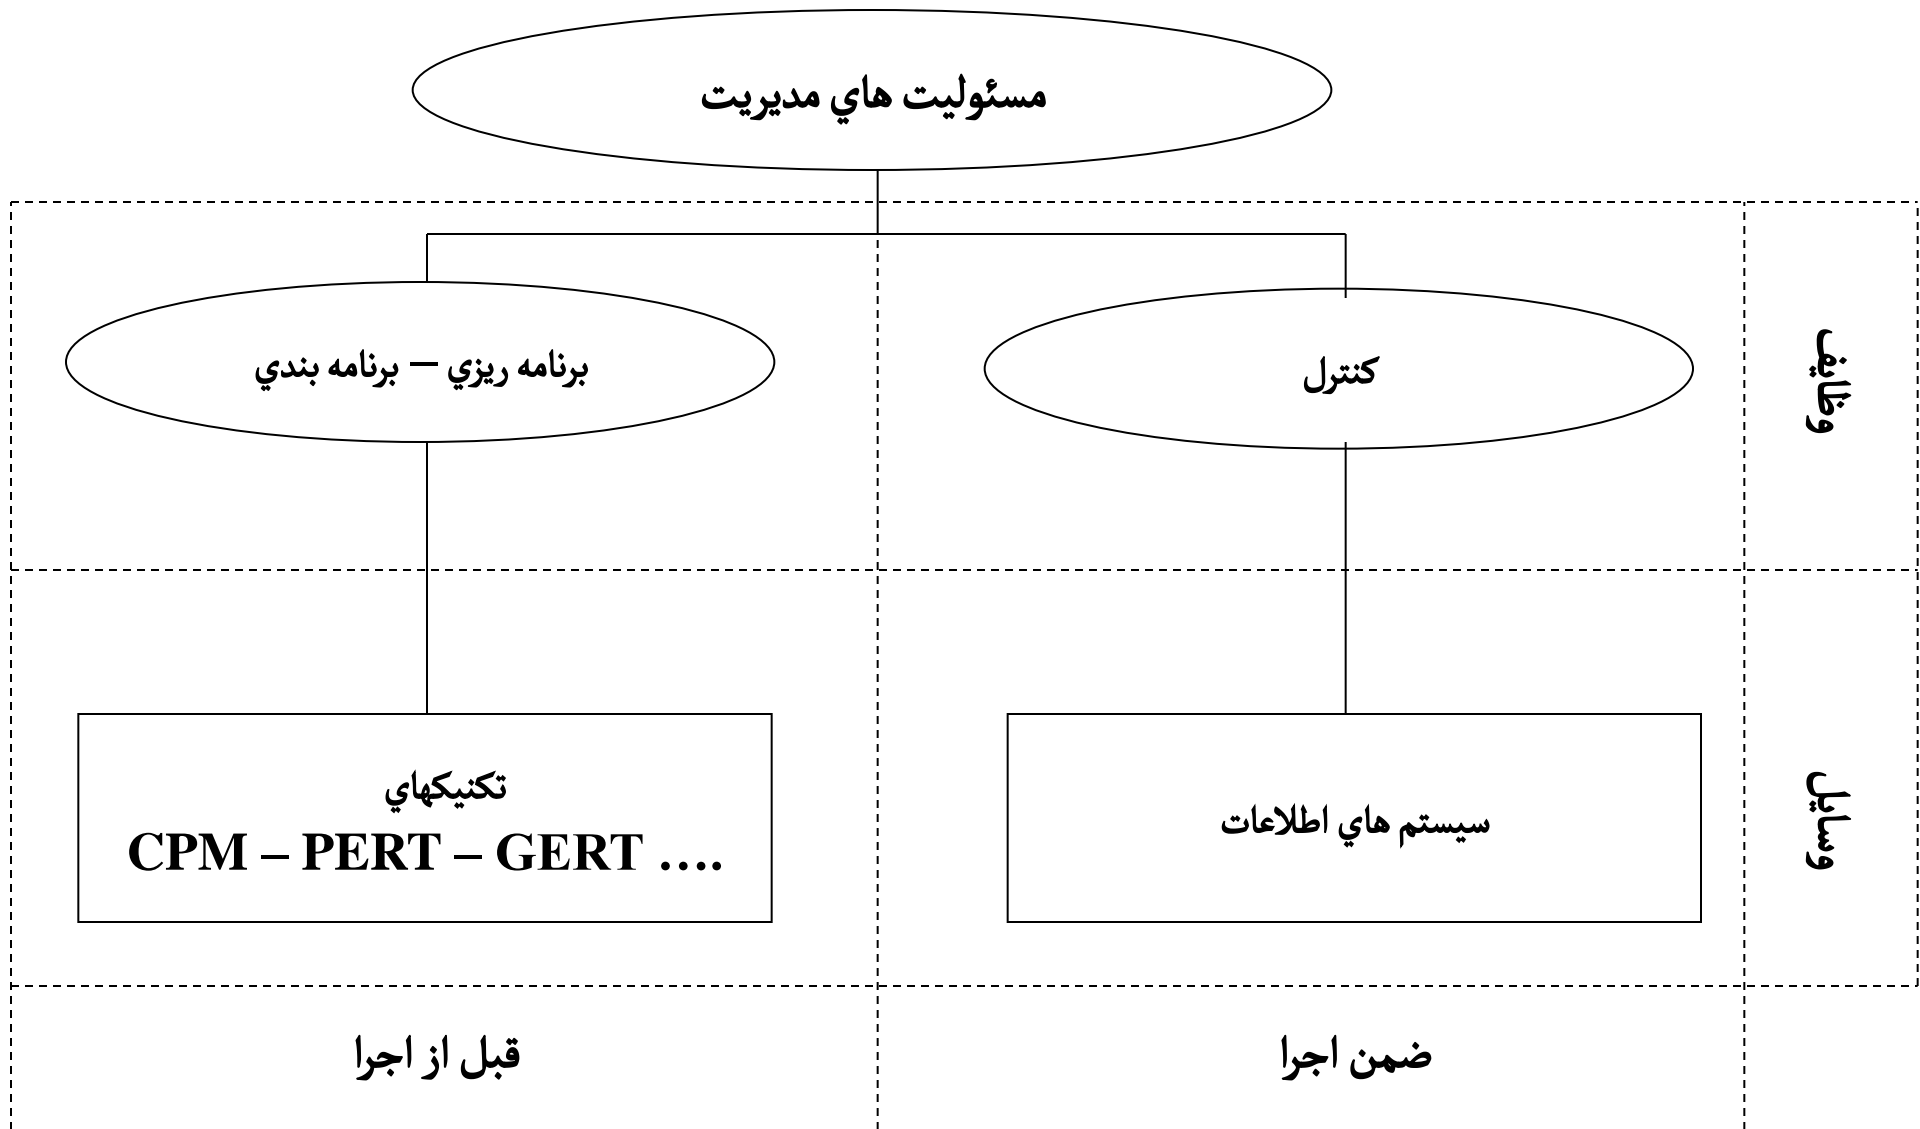 مسئوليت هاي مديريت
كنترل
برنامه ريزي – برنامه بندي
وظايف
سيستم هاي اطلاعات
تكنيكهاي
CPM – PERT – GERT ….
وسايل
ضمن اجرا
قبل از اجرا